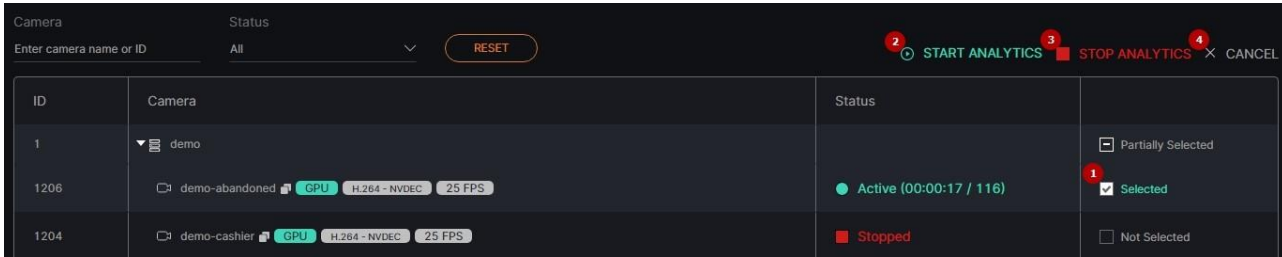 Camera Status
Enter camera name or ID All RESET 2 START ANALYTICS 3 STOP ANALYTICS 4 CANCEL
ID Camera Status
1 demo Partially Selected
1206 demo-abandoned GPU H.264 - NVDEC 25 FPS Active (00:00:17 / 116) 1 Selected
1204 demo-cashier GPU H.264 - NVDEC 25 FPS Stopped Not Selected